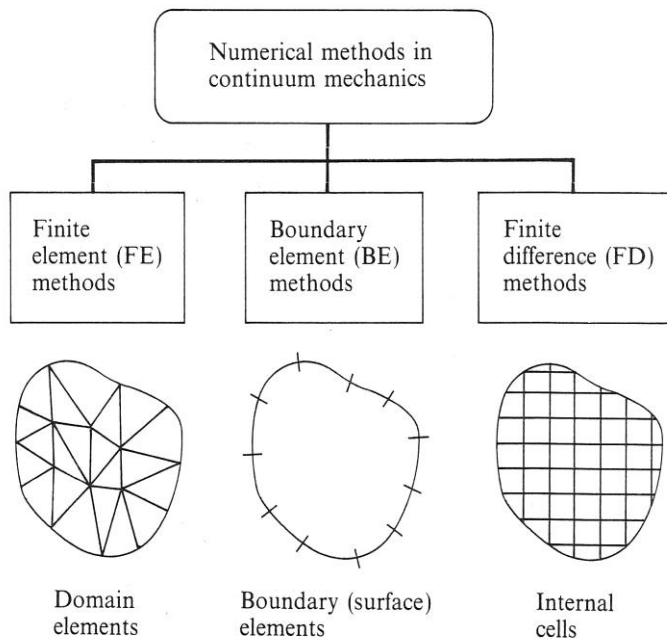 Numerical methods in
continuum mechanics
Finite
element (FE)
methods
Boundary
element (BE)
methods
Finite
difference (FD)
methods
Domain
elements
Boundary (surface)
elements
Internal
cells